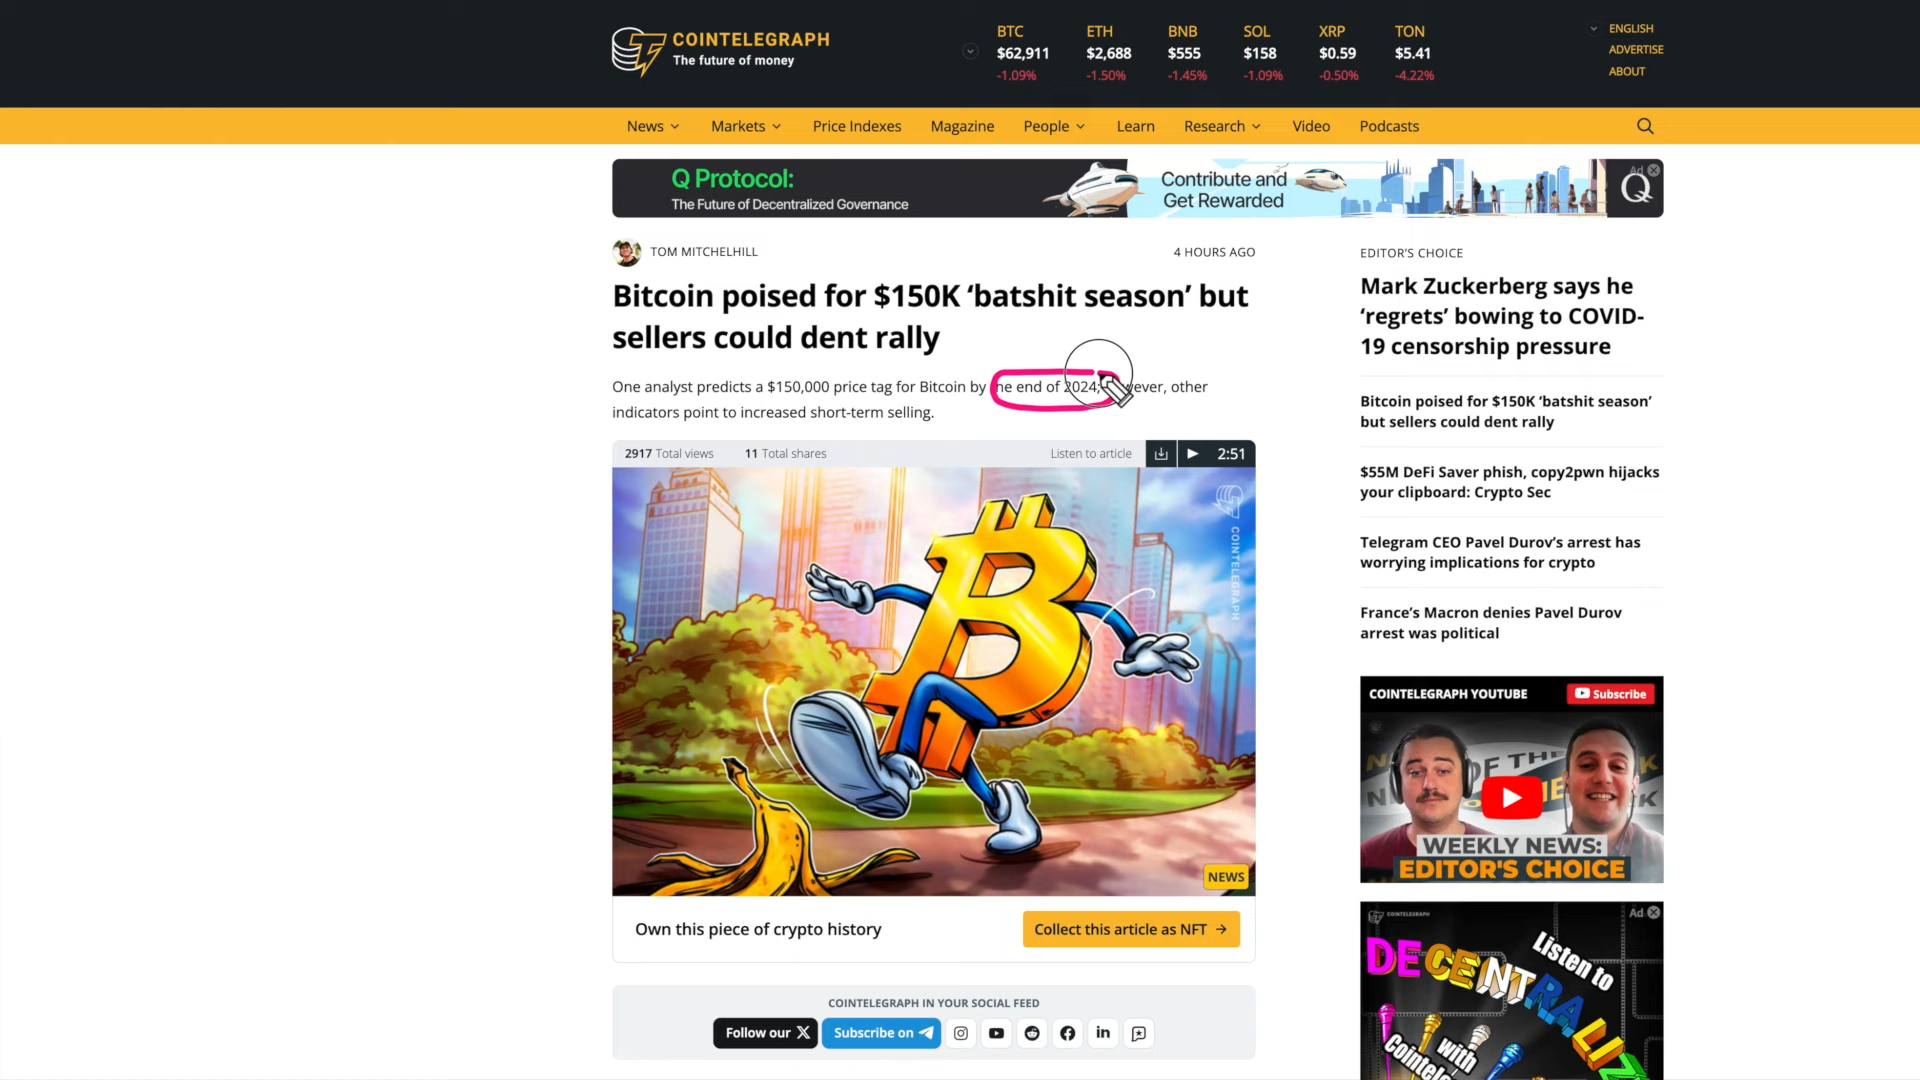 COINTELEGRAPH
The future of money
BTC
$62,911
-1.09%
ETH
$2,688
-1.50%
BNB
$555
-1.45%
SOL
$158
-1.09%
XRP
$0.59
-0.50%
TON
$5.41
-4.22%
ENGLISH
ADVERTISE
ABOUT
News Markets Price Indexes Magazine People Learn Research Video Podcasts
Q Protocol:
The Future of Decentralized Governance
Contribute and
Get Rewarded
Ad
TOM MITCHELHILL
4 HOURS AGO
Bitcoin poised for $150K ‘batshit season’ but
sellers could dent rally
One analyst predicts a $150,000 price tag for Bitcoin by the end of 2024; however, other
indicators point to increased short-term selling.
2917 Total views 11 Total shares Listen to article 2:51
COINTELEGRAPH
NEWS
Own this piece of crypto history
Collect this article as NFT →
COINTELEGRAPH IN YOUR SOCIAL FEED
Follow our X
Subscribe on
EDITOR’S CHOICE
Mark Zuckerberg says he
‘regrets’ bowing to COVID-
19 censorship pressure
Bitcoin poised for $150K ‘batshit season’
but sellers could dent rally
$55M DeFi Saver phish, copy2pwn hijacks
your clipboard: Crypto Sec
Telegram CEO Pavel Durov’s arrest has
worrying implications for crypto
France’s Macron denies Pavel Durov
arrest was political
COINTELEGRAPH YOUTUBE
Subscribe
OF THE
WEEKLY NEWS:
EDITOR'S CHOICE
COINTELEGRAPH
Ad
Listen to
DECENTRALIZ
with